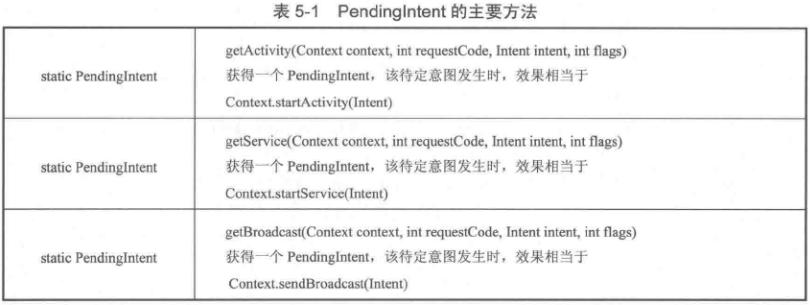 表 5-1 PendingIntent 的主要方法
static PendingIntent
getActivity(Context context, int requestCode, Intent intent, int flags)
获得一个 PendingIntent，该待定意图发生时，效果相当于
Context.startActivity(Intent)
static PendingIntent
getService(Context context, int requestCode, Intent intent, int flags)
获得一个 PendingIntent，该待定意图发生时，效果相当于
Context.startService(Intent)
static PendingIntent
getBroadcast(Context context, int requestCode, Intent intent, int flags)
获得一个 PendingIntent，该待定意图发生时，效果相当于
Context.sendBroadcast(Intent)